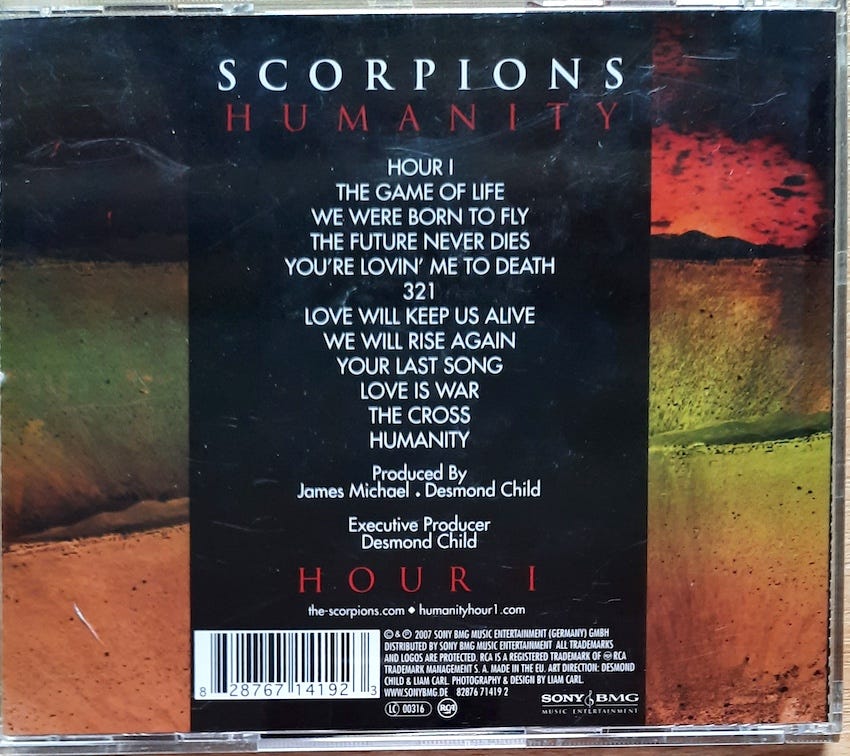 SCORPIONS
HUMANITY
HOUR I
THE GAME OF LIFE
WE WERE BORN TO FLY
THE FUTURE NEVER DIES
YOU'RE LOVIN' ME TO DEATH
321
LOVE WILL KEEP US ALIVE
WE WILL RISE AGAIN
YOUR LAST SONG
LOVE IS WAR
THE CROSS
HUMANITY
Produced By
James Michael • Desmond Child
Executive Producer
Desmond Child
HOUR I
the-scorpions.com ◆ humanityhour1.com
© & ℗ 2007 SONY BMG MUSIC ENTERTAINMENT (GERMANY) GMBH
DISTRIBUTED BY SONY BMG MUSIC ENTERTAINMENT ALL TRADEMARKS
AND LOGOS ARE PROTECTED. RCA IS A REGISTERED TRADEMARK OF RCA
TRADEMARK MANAGEMENT S. A. MADE IN THE EU. ART DIRECTION: DESMOND
CHILD & LIAM CARL. PHOTOGRAPHY & DESIGN BY LIAM CARL.
WWW.SONYBMG.DE 82876 71419 2
8 28767 14192 3
LC 00316 RCA
SONY BMG
MUSIC ENTERTAINMENT